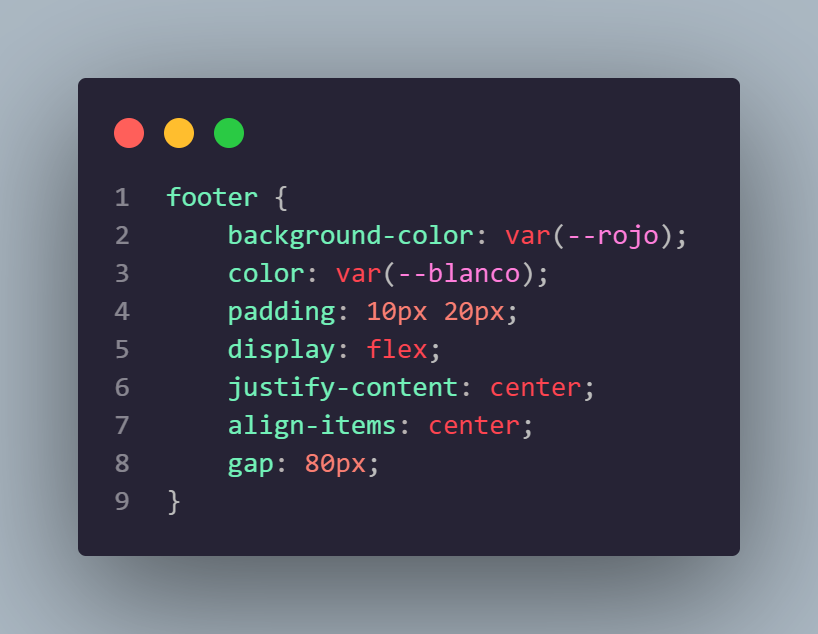 1 footer {
2     background-color: var(--rojo);
3     color: var(--blanco);
4     padding: 10px 20px;
5     display: flex;
6     justify-content: center;
7     align-items: center;
8     gap: 80px;
9 }